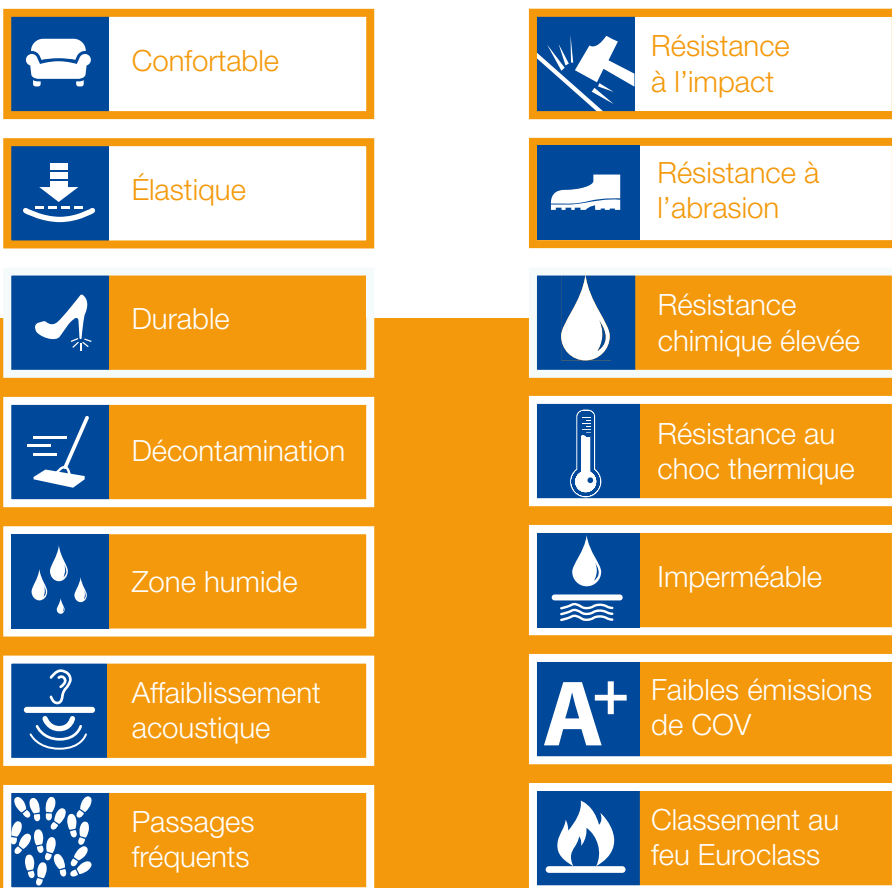 Confortable
Élastique
Durable
Décontamination
Zone humide
Affaiblissement
acoustique
Passages
fréquents
Résistance
à l’impact
Résistance à
l’abrasion
Résistance
chimique élevée
Résistance au
choc thermique
Imperméable
A+
Faibles émissions
de COV
Classement au
feu Euroclass